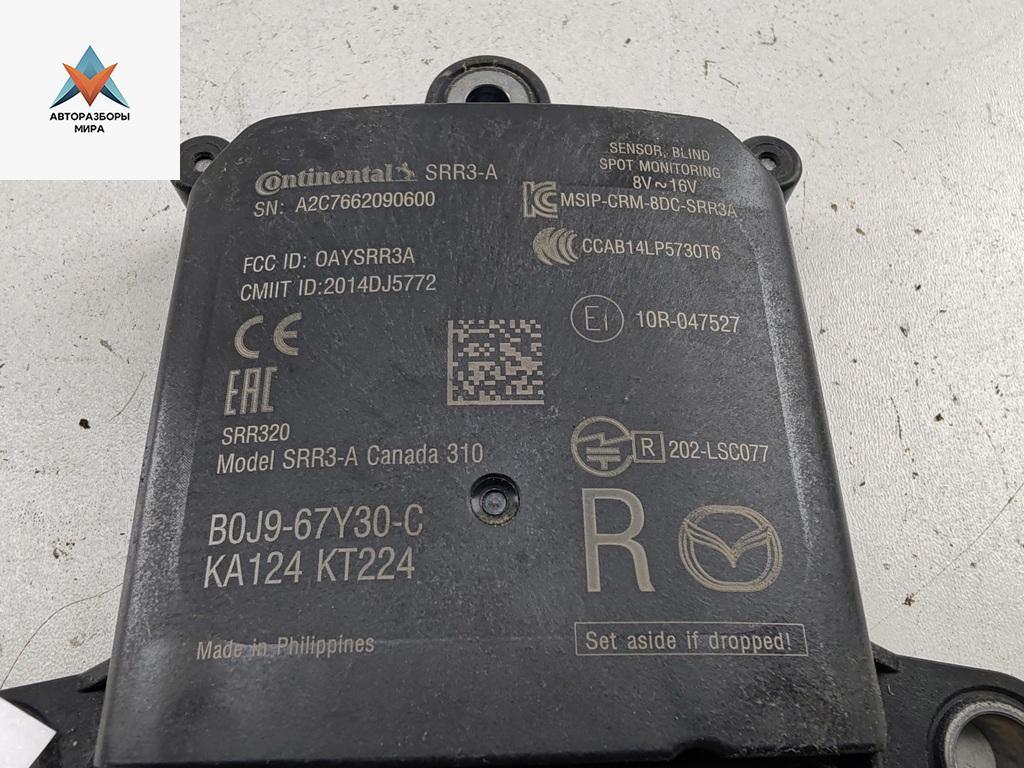 АВТОРАЗБОРЫ
МИРА
Continental SRR3-A
SN: A2C7662090600
SENSOR, BLIND
SPOT MONITORING
8V~16V
MSIP-CRM-8DC-SRR3A
CCAB14LP5730T6
FCC ID: OAYSRR3A
CMIIT ID:2014DJ5772
CE
E1 10R-047527
EAC
SRR320
Model SRR3-A Canada 310
R 202-LSC077
B0J9-67Y30-C
KA124 KT224
R
Made in Philippines
Set aside if dropped!